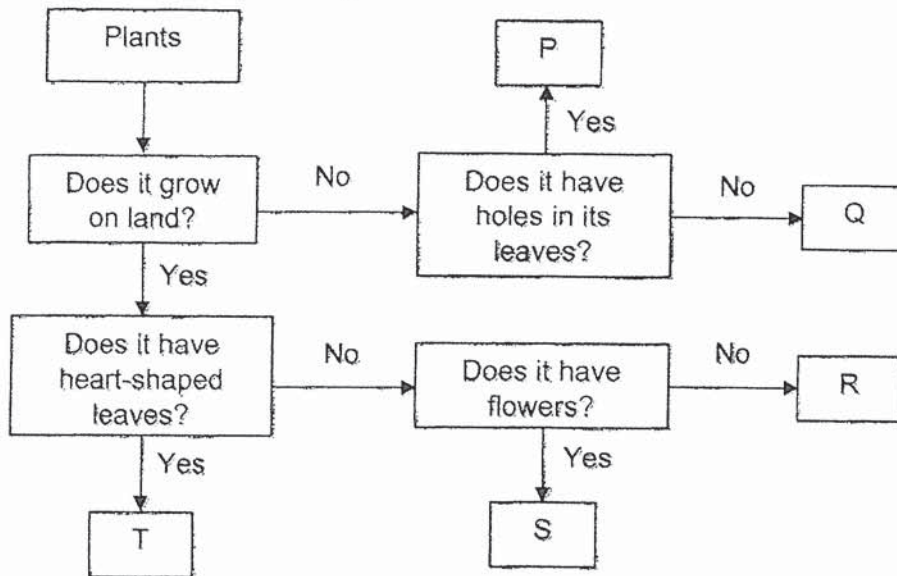 Plants
P
Yes
Does it grow
on land?
No
Does it have
holes in its
leaves?
No
Q
Yes
Does it have
heart-shaped
leaves?
No
Does it have
flowers?
No
R
Yes
T
Yes
S